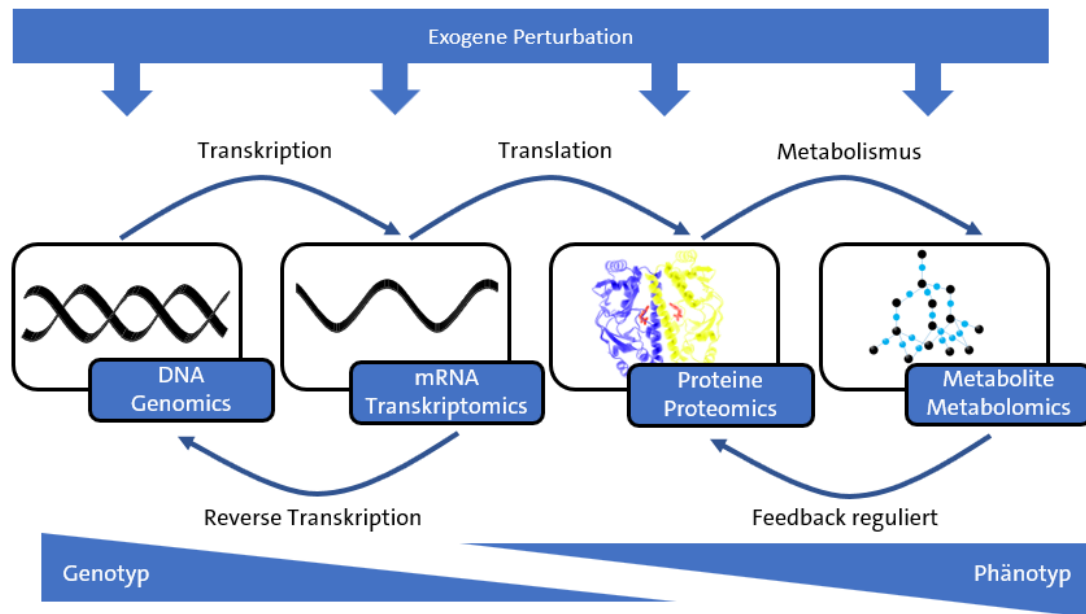 Exogene Perturbation
Transkription
Translation
Metabolismus
DNA
Genomics
mRNA
Transkriptomics
Proteine
Proteomics
Metabolite
Metabolomics
Reverse Transkription
Feedback reguliert
Genotyp
Phänotyp